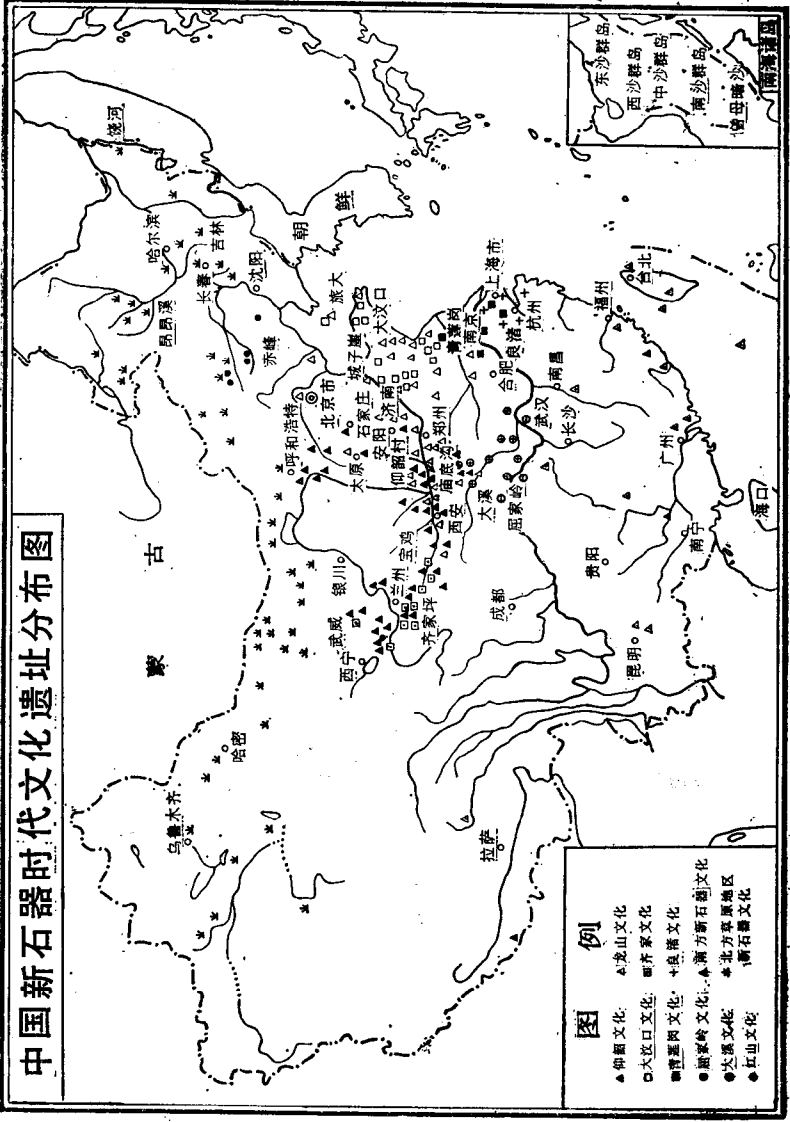 中国新石器时代文化遗址分布图
蒙
古
饶河
哈尔滨
吉林
长春
沈阳
昂昂溪
赤峰
朝
鲜
旅大
呼和浩特
北京市
城子崖
大汶口
石家庄
济南
太原
安阳
仰韶村
郑州
庙底沟
青莲岗
南京
上海市
良渚
杭州
合肥
银川
宝鸡
西安
大溪
屈家岭
武汉
长沙
南昌
福州
台北
武威
兰州
西宁
齐家坪
成都
贵阳
广州
南宁
海口
昆明
哈密
乌鲁木齐
拉萨
东沙群岛
西沙群岛
中沙群岛
南沙群岛
曾母暗沙
南海诸岛
图 例
仰韶文化
龙山文化
大汶口文化
齐家文化
青莲岗文化
良渚文化
屈家岭文化
南方新石器文化
大溪文化
北方草原地区
新石器文化
红山文化